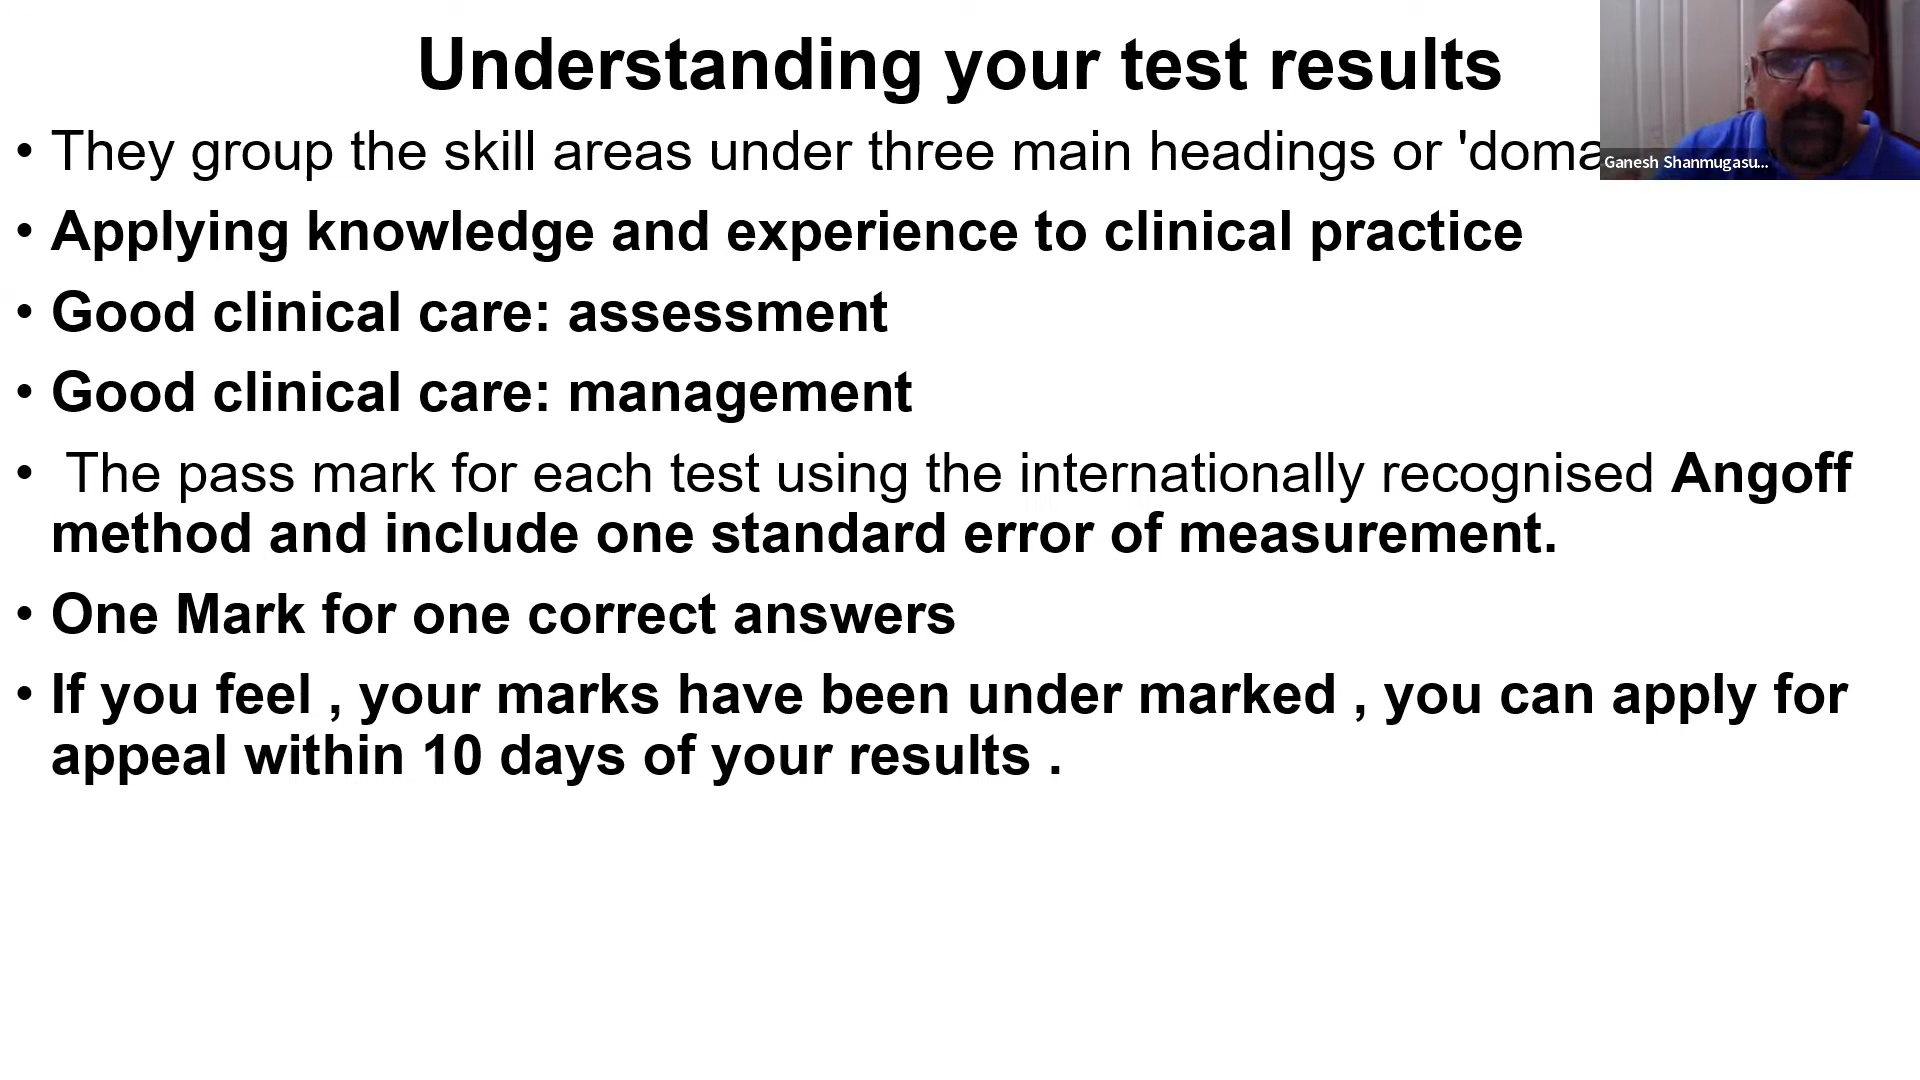 Understanding your test results
• They group the skill areas under three main headings or 'doma
Ganesh Shanmugasu...
• Applying knowledge and experience to clinical practice
• Good clinical care: assessment
• Good clinical care: management
• The pass mark for each test using the internationally recognised Angoff
method and include one standard error of measurement.
• One Mark for one correct answers
• If you feel , your marks have been under marked , you can apply for
appeal within 10 days of your results .